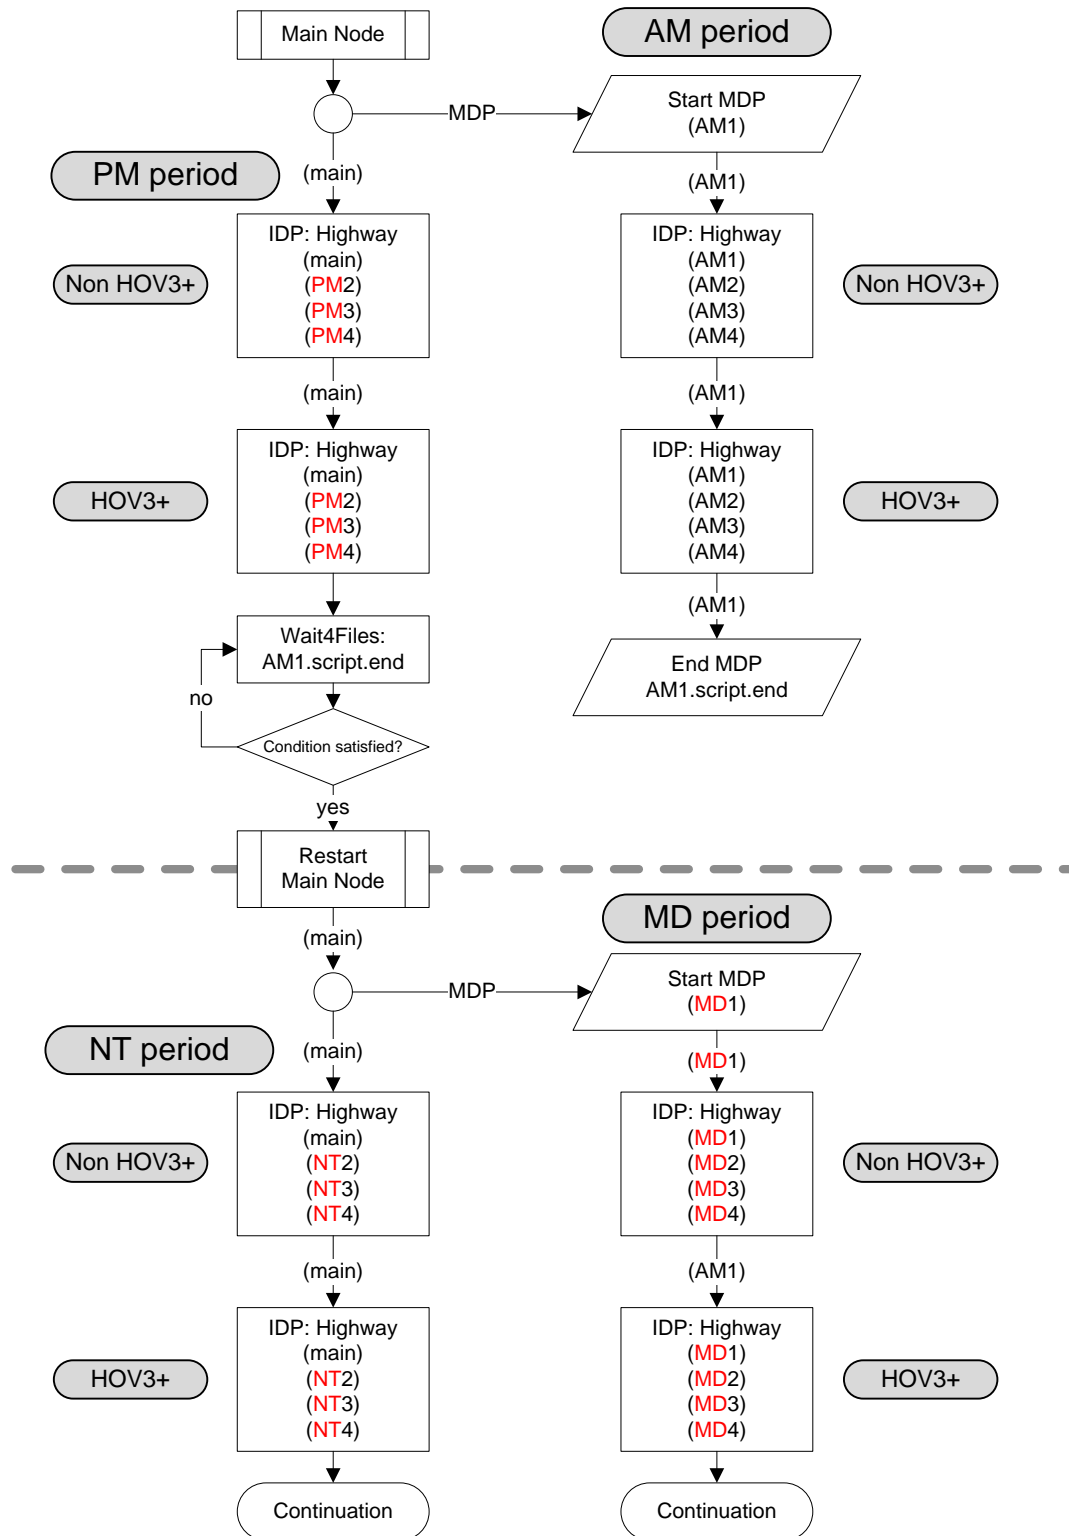 Main Node
AM period
MDP
Start MDP
(AM1)
PM period
(main)
(AM1)
IDP: Highway
(main)
(PM2)
(PM3)
(PM4)
Non HOV3+
IDP: Highway
(AM1)
(AM2)
(AM3)
(AM4)
Non HOV3+
(main)
(AM1)
IDP: Highway
(main)
(PM2)
(PM3)
(PM4)
HOV3+
IDP: Highway
(AM1)
(AM2)
(AM3)
(AM4)
HOV3+
(AM1)
Wait4Files:
AM1.script.end
End MDP
AM1.script.end
no
Condition satisfied?
yes
Restart
Main Node
MD period
(main)
MDP
Start MDP
(MD1)
NT period
(main)
(MD1)
IDP: Highway
(main)
(NT2)
(NT3)
(NT4)
Non HOV3+
IDP: Highway
(MD1)
(MD2)
(MD3)
(MD4)
Non HOV3+
(main)
(AM1)
IDP: Highway
(main)
(NT2)
(NT3)
(NT4)
HOV3+
IDP: Highway
(MD1)
(MD2)
(MD3)
(MD4)
HOV3+
Continuation
Continuation